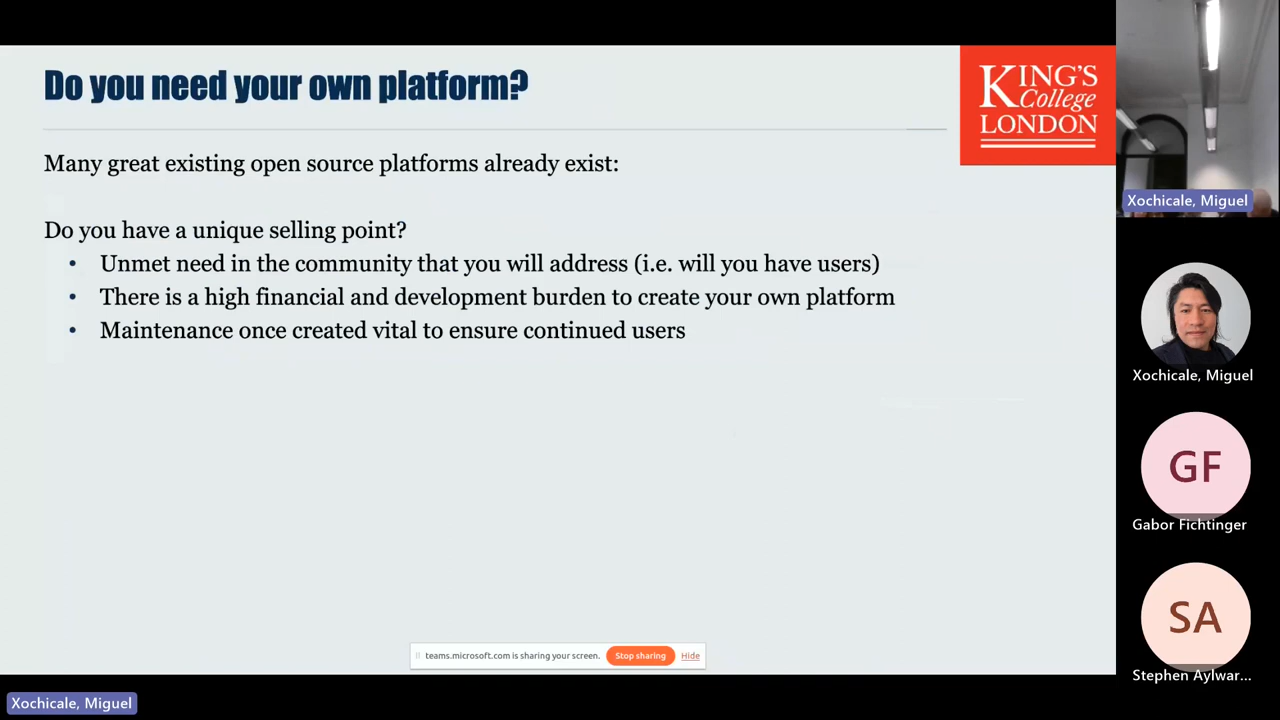 Do you need your own platform?
KING'S
College
LONDON
Many great existing open source platforms already exist:
Do you have a unique selling point?
• Unmet need in the community that you will address (i.e. will you have users)
• There is a high financial and development burden to create your own platform
• Maintenance once created vital to ensure continued users
teams.microsoft.com is sharing your screen. Stop sharing Hide
Xochicale, Miguel
Xochicale, Miguel
GF
Gabor Fichtinger
SA
Stephen Aylwar...
Xochicale, Miguel